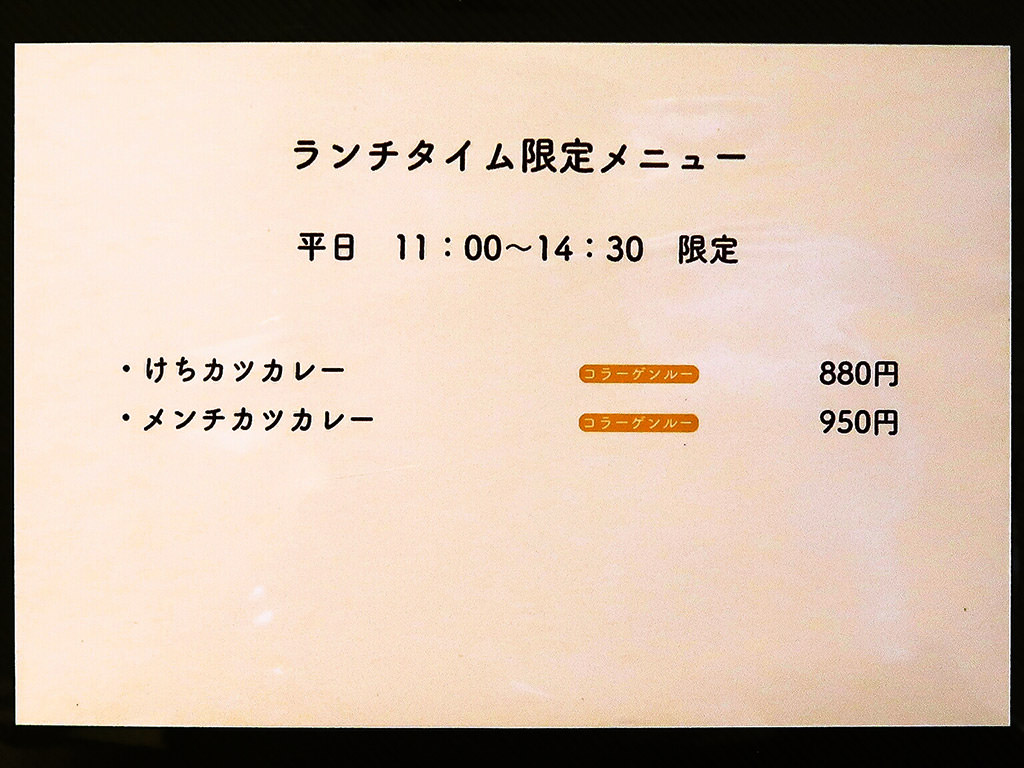 ランチタイム限定メニュー
平日　11：00〜14：30　限定
・けちカツカレー　コラーゲンルー　880円
・メンチカツカレー　コラーゲンルー　950円